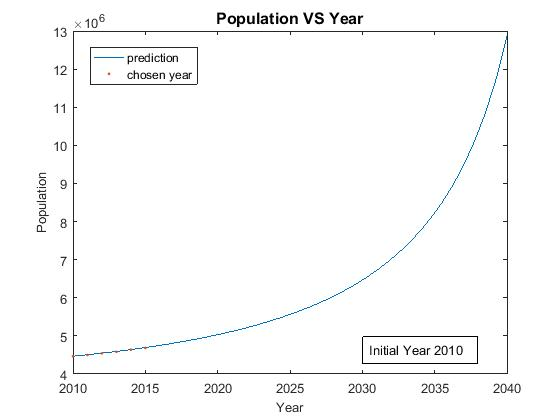 Population VS Year
×10⁶
13
12
11
10
9
8
7
6
5
4
prediction
chosen year
Population
Initial Year 2010
2010 2015 2020 2025 2030 2035 2040
Year